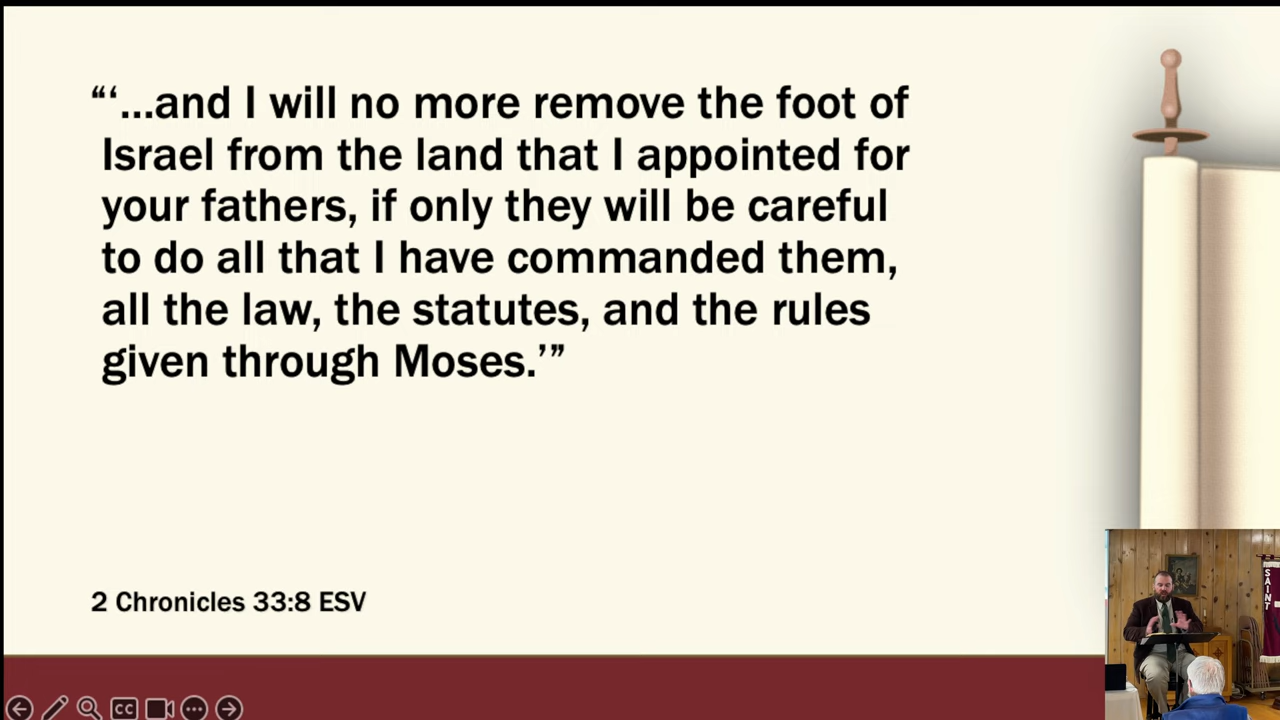 “‘...and I will no more remove the foot of
Israel from the land that I appointed for
your fathers, if only they will be careful
to do all that I have commanded them,
all the law, the statutes, and the rules
given through Moses.’”
2 Chronicles 33:8 ESV
CC
SAINT